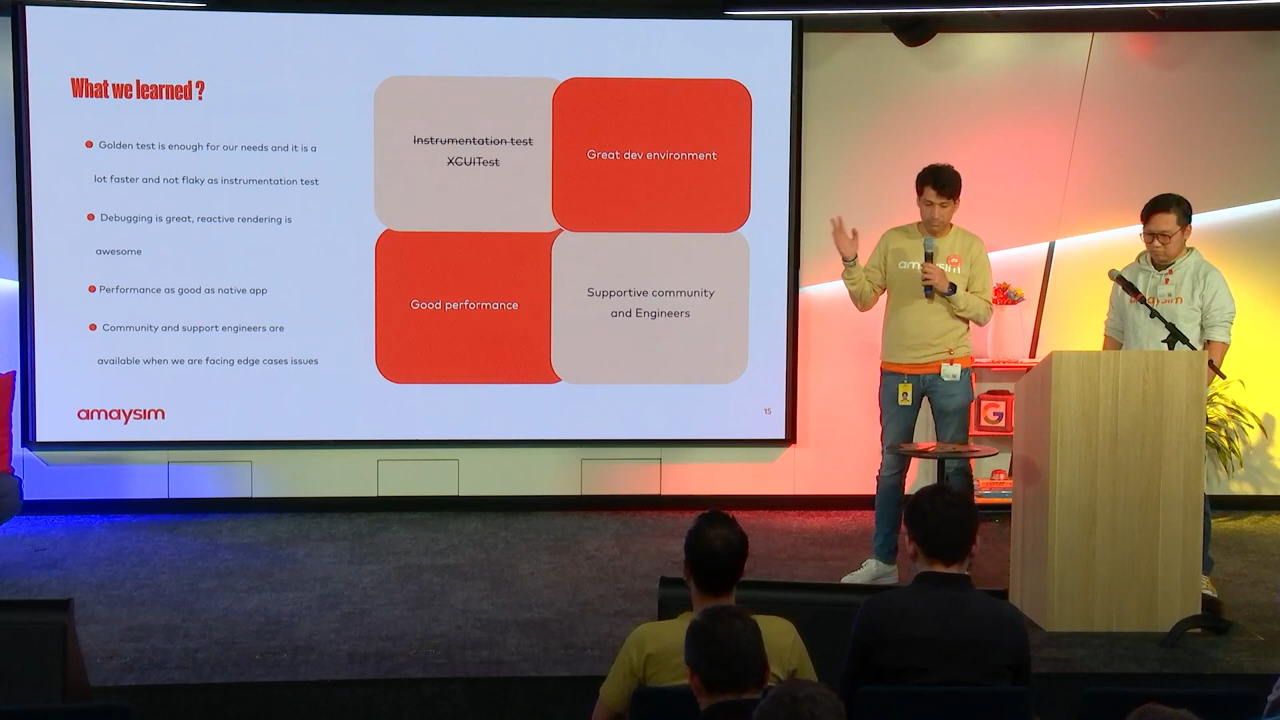 What we learned ?
Golden test is enough for our needs and it is a
lot faster and not flaky as instrumentation test
Debugging is great, reactive rendering is
awesome
Performance as good as native app
Community and support engineers are
available when we are facing edge cases issues
Instrumentation test
XCUITest
Great dev environment
Good performance
Supportive community
and Engineers
amaysim
15
amaysim
amaysim
G